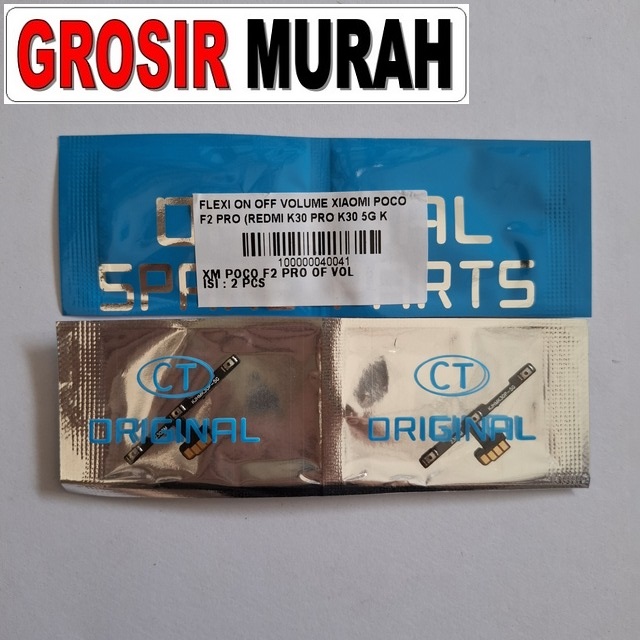 GROSIR MURAH
FLEXI ON OFF VOLUME XIAOMI POCO
F2 PRO (REDMI K30 PRO K30 5G K
100000040041
XM POCO F2 PRO OF VOL
ISI : 2 PCS
CT
ORIGINAL
CT
ORIGINAL